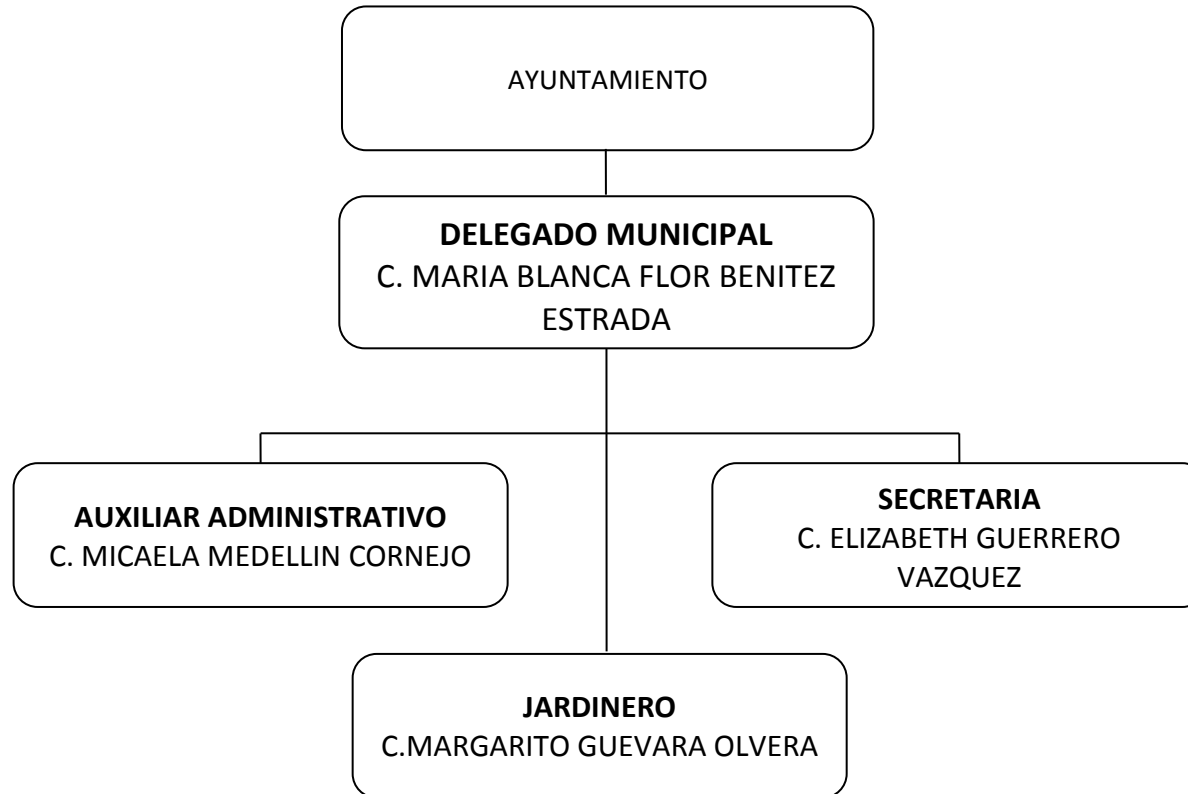 AYUNTAMIENTO
DELEGADO MUNICIPAL
C. MARIA BLANCA FLOR BENITEZ
ESTRADA
AUXILIAR ADMINISTRATIVO
C. MICAELA MEDELLIN CORNEJO
SECRETARIA
C. ELIZABETH GUERRERO
VAZQUEZ
JARDINERO
C.MARGARITO GUEVARA OLVERA